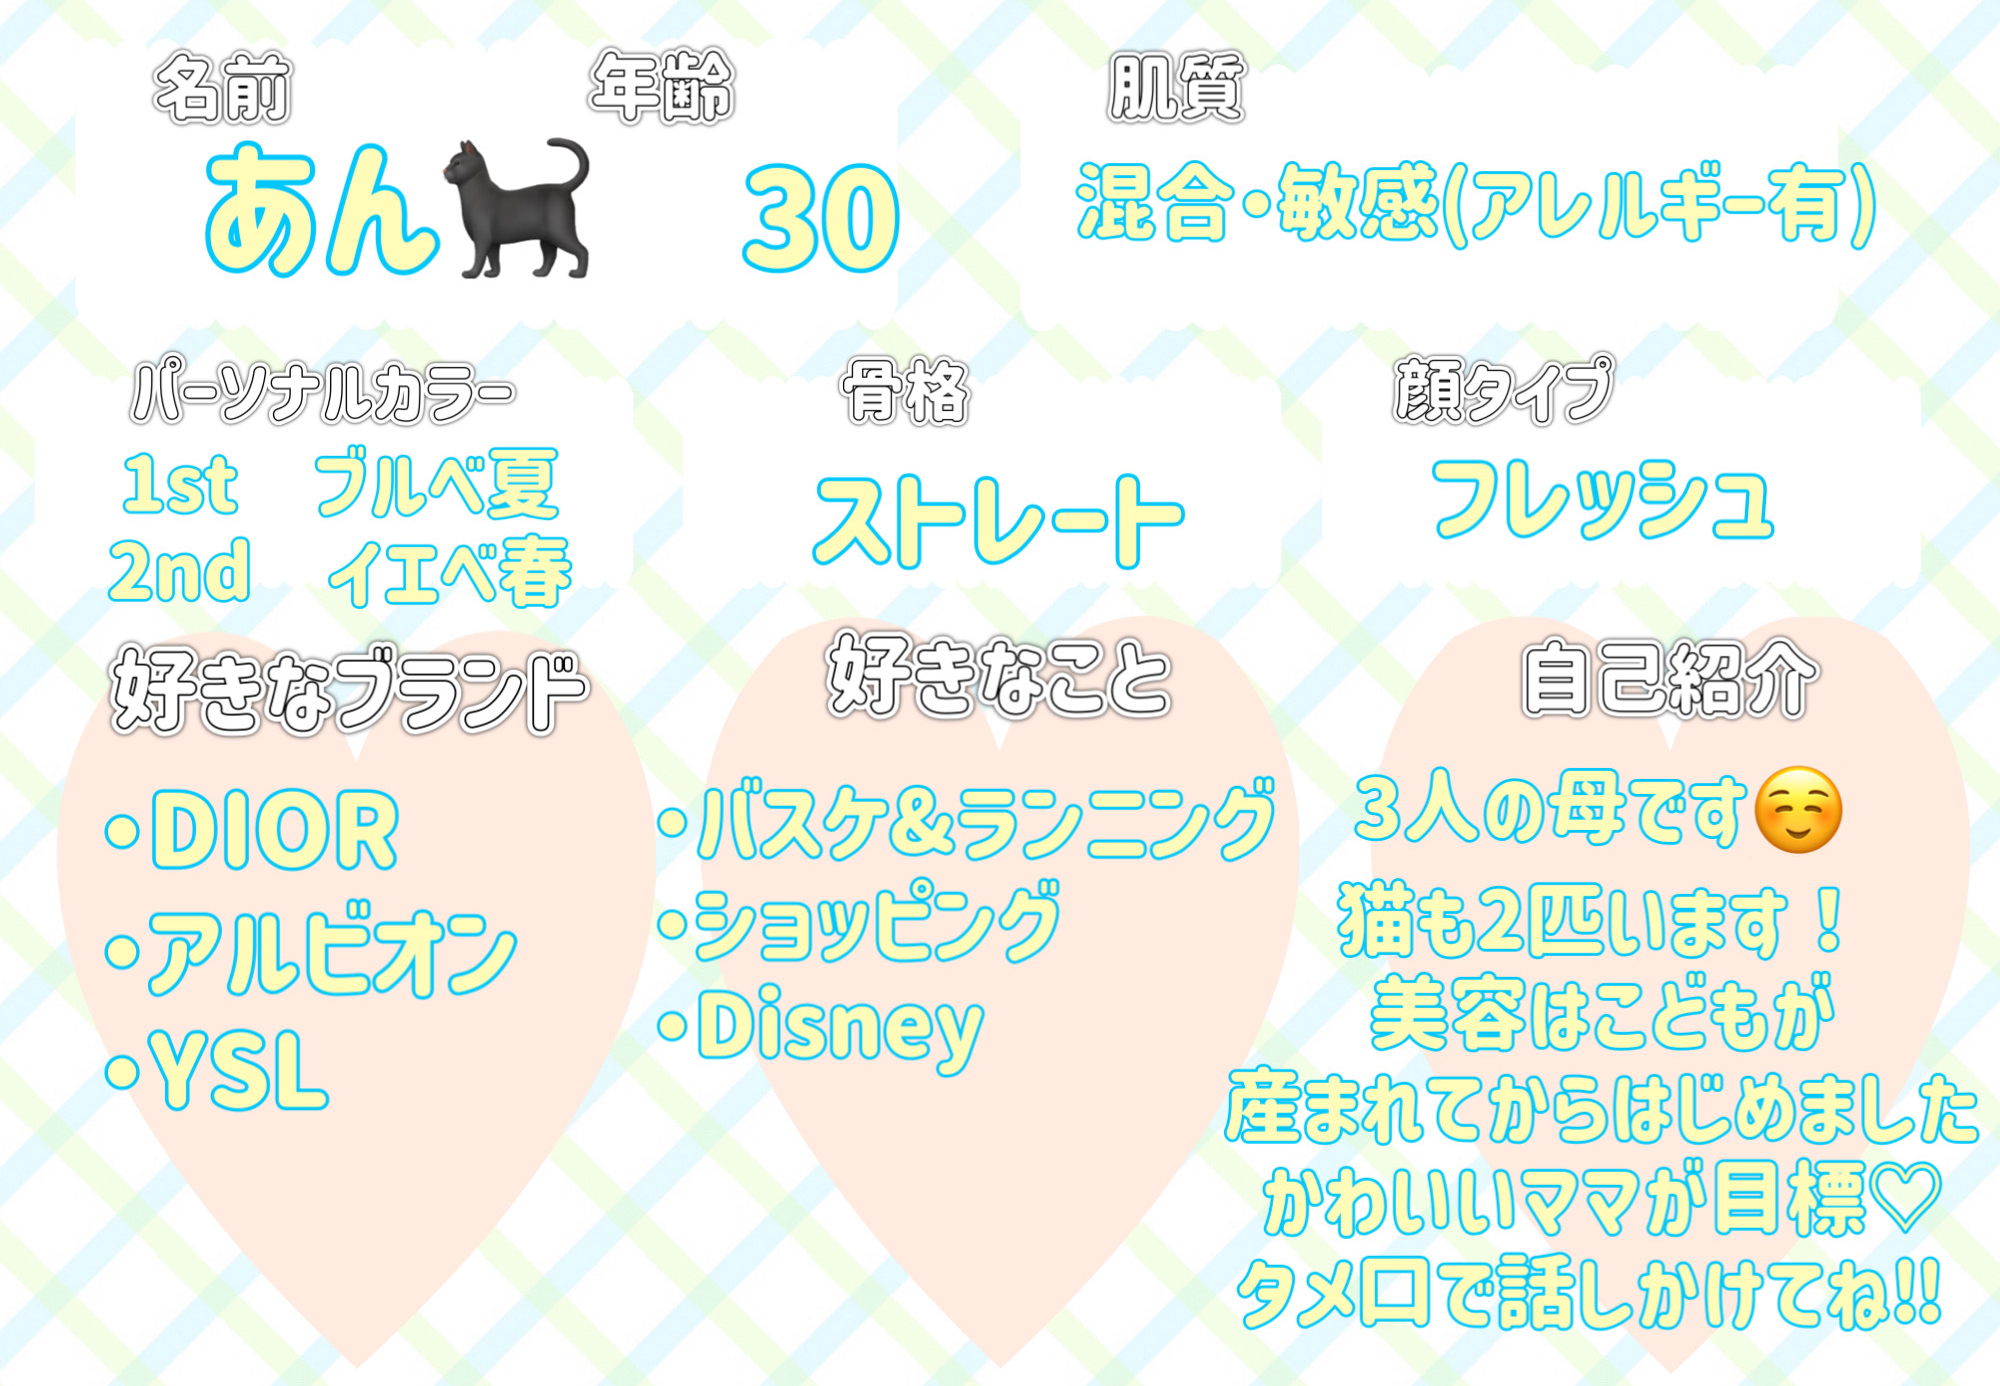 名前
あん🐈‍⬛
年齢
30
肌質
混合・敏感(アレルギー有)
パーソナルカラー
1st　ブルベ夏
2nd　イエベ春
骨格
ストレート
顔タイプ
フレッシュ
好きなブランド
・DIOR
・アルビオン
・YSL
好きなこと
・バスケ&ランニング
・ショッピング
・Disney
自己紹介
3人の母です☺️
猫も2匹います！
美容はこどもが
産まれてからはじめました
かわいいママが目標♡
タメ口で話しかけてね!!